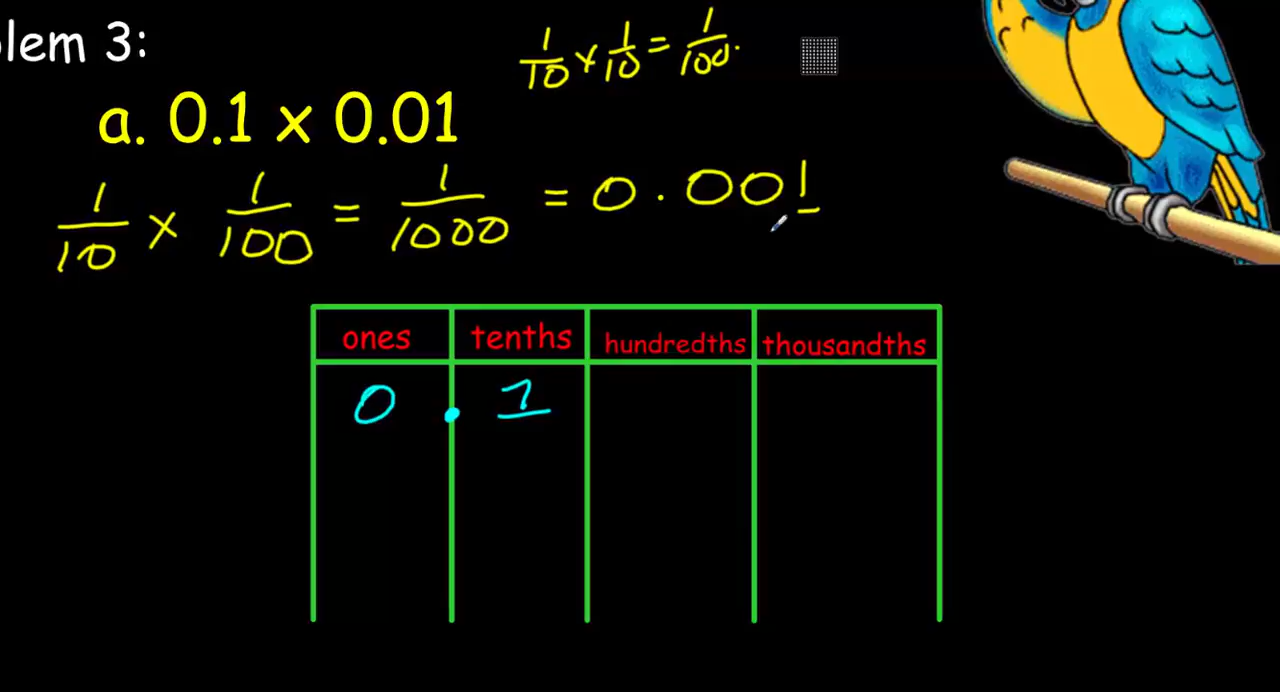 olem 3:
1/10 x 1/10 = 1/100.
a. 0.1 x 0.01
1/10 x 1/100 = 1/1000 = 0.001
ones tenths hundredths thousandths
0 . 1